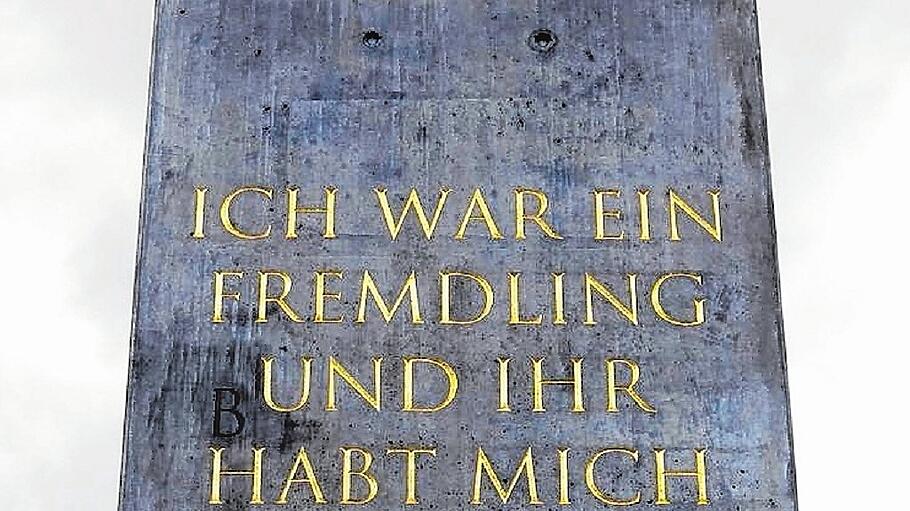 ICH WAR EIN
FREMDLING
UND IHR
B
HABT MICH